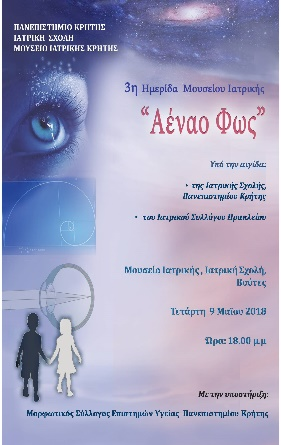 ΠΑΝΕΠΙΣΤΗΜΙΟ ΚΡΗΤΗΣ
ΙΑΤΡΙΚΗ ΣΧΟΛΗ
ΜΟΥΣΕΙΟ ΙΑΤΡΙΚΗΣ ΚΡΗΤΗΣ
3η Ημερίδα Μουσείου Ιατρικής
“Αέναο Φως”
Υπό την αιγίδα:
• της Ιατρικής Σχολής,
Πανεπιστημίου Κρήτης
• του Ιατρικού Συλλόγου Ηρακλείου
Μουσείο Ιατρικής , Ιατρική Σχολή,
Βούτες
Τετάρτη 9 Μαΐου 2018
Ώρα: 18.00 μ.μ
Με την υποστήριξη:
Μορφωτικός Σύλλογος Επιστημών Υγείας Πανεπιστημίου Κρήτης